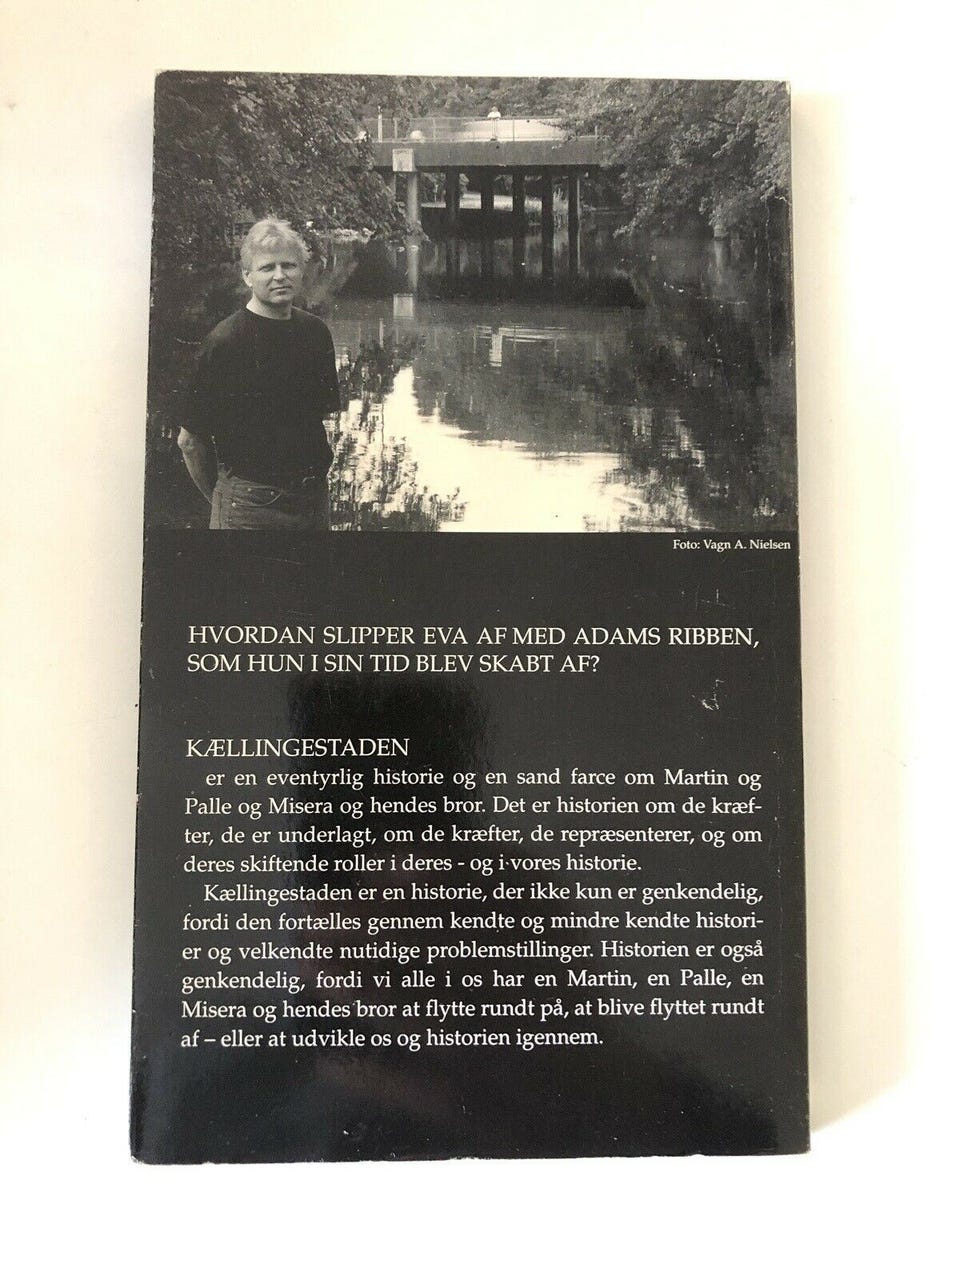 Foto: Vagn A. Nielsen
HVORDAN SLIPPER EVA AF MED ADAMS RIBBEN,
SOM HUN I SIN TID BLEV SKABT AF?
KÆLLINGESTADEN
er en eventyrlig historie og en sand farce om Martin og
Palle og Misera og hendes bror. Det er historien om de kræf-
ter, de er underlagt, om de kræfter, de repræsenterer, og om
deres skiftende roller i deres - og i vores historie.
Kællingestaden er en historie, der ikke kun er genkendelig,
fordi den fortælles gennem kendte og mindre kendte histori-
er og velkendte nutidige problemstillinger. Historien er også
genkendelig, fordi vi alle i os har en Martin, en Palle, en
Misera og hendes bror at flytte rundt på, at blive flyttet rundt
af – eller at udvikle os og historien igennem.